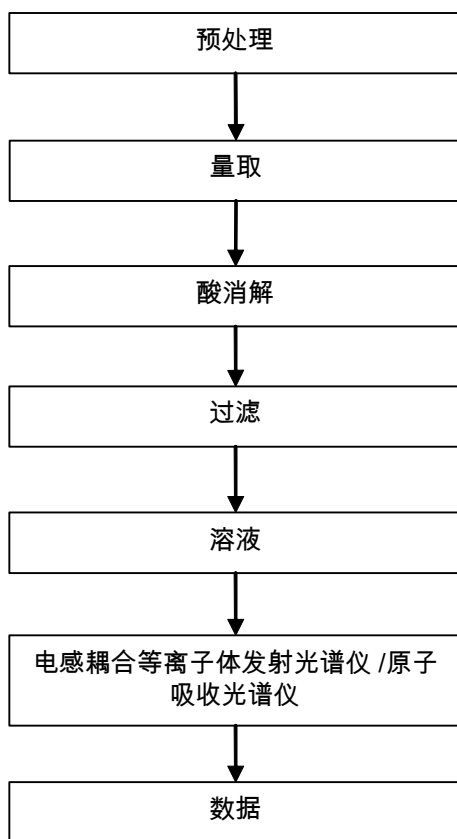 预处理
量取
酸消解
过滤
溶液
电感耦合等离子体发射光谱仪 /原子
吸收光谱仪
数据